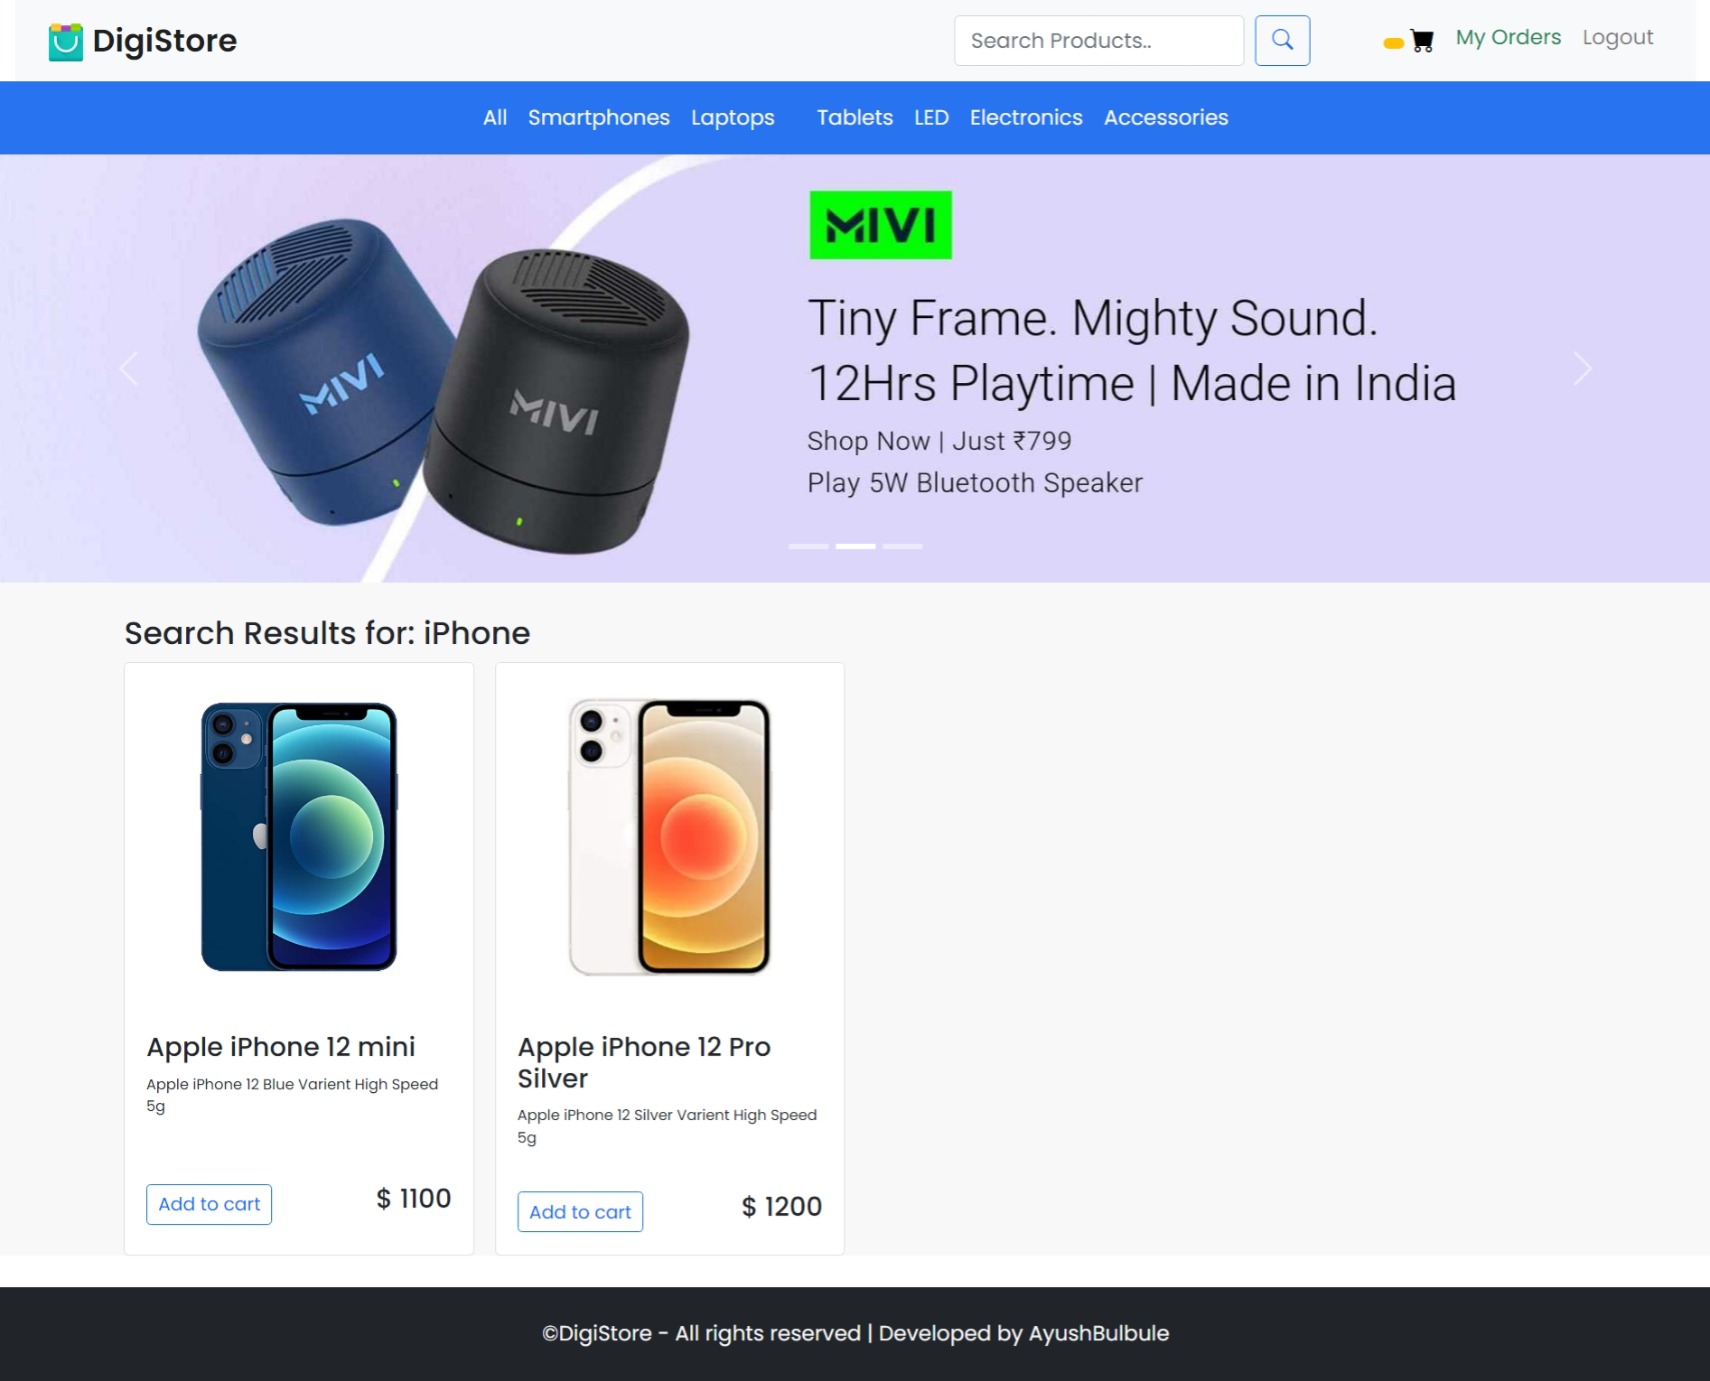 DigiStore
Search Products..
My Orders
Logout
All
Smartphones
Laptops
Tablets
LED
Electronics
Accessories
MIVI
MIVI
MIVI
Tiny Frame. Mighty Sound.
12Hrs Playtime | Made in India
Shop Now | Just ₹799
Play 5W Bluetooth Speaker
Search Results for: iPhone
Apple iPhone 12 mini
Apple iPhone 12 Blue Varient High Speed
5g
Add to cart
$ 1100
Apple iPhone 12 Pro
Silver
Apple iPhone 12 Silver Varient High Speed
5g
Add to cart
$ 1200
©DigiStore - All rights reserved | Developed by AyushBulbule